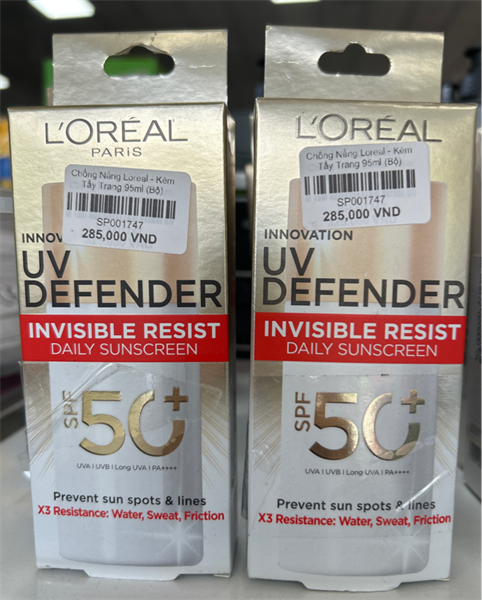 L'ORÉAL
PARIS
Chống Nắng Loreal - Kèm
Tẩy Trang 95ml (Bộ)
SP001747
285,000 VND
INNOV
UV
DEFENDER
INVISIBLE RESIST
DAILY SUNSCREEN
SPF 50+
UVA I UVB I Long UVA I PA++++
Prevent sun spots & lines
X3 Resistance: Water, Sweat, Friction
L'ORÉAL
Chống Nắng Loreal - Kèm
Tẩy Trang 95ml (Bộ)
SP001747
285,000 VND
INNOVATION
UV
DEFENDER
INVISIBLE RESIST
DAILY SUNSCREEN
SPF 50+
UVA I UVB I Long UVA I PA++++
Prevent sun spots & lines
X3 Resistance: Water, Sweat, Friction